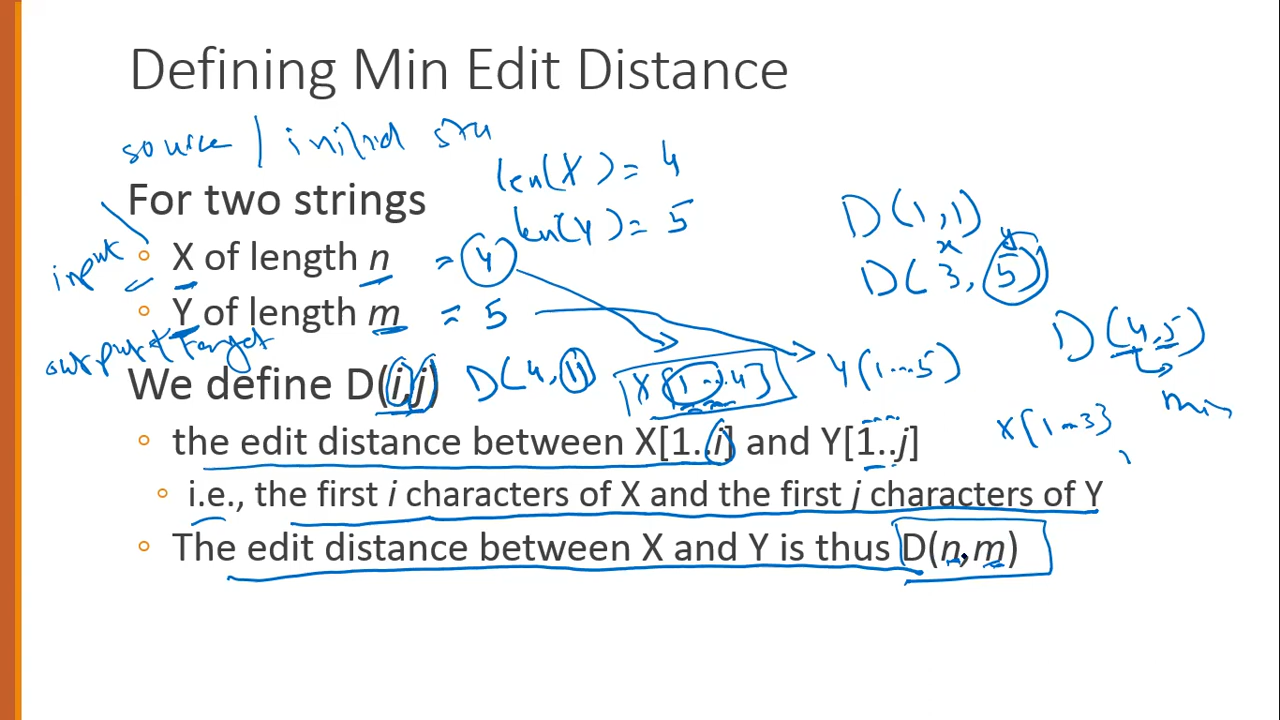 Defining Min Edit Distance
source | initial
len(X) = 4
For two strings
len(Y) = 5
D(1,1)
x y
input
◦ X of length n = 4
D(3,5)
◦ Y of length m = 5
D(4,5)
output Target
min
We define D(i,j) D(4, X[1...4] Y(1...5)
X[1-3]
◦ the edit distance between X[1..i] and Y[1..j]
◦ i.e., the first i characters of X and the first j characters of Y
◦ The edit distance between X and Y is thus D(n,m)